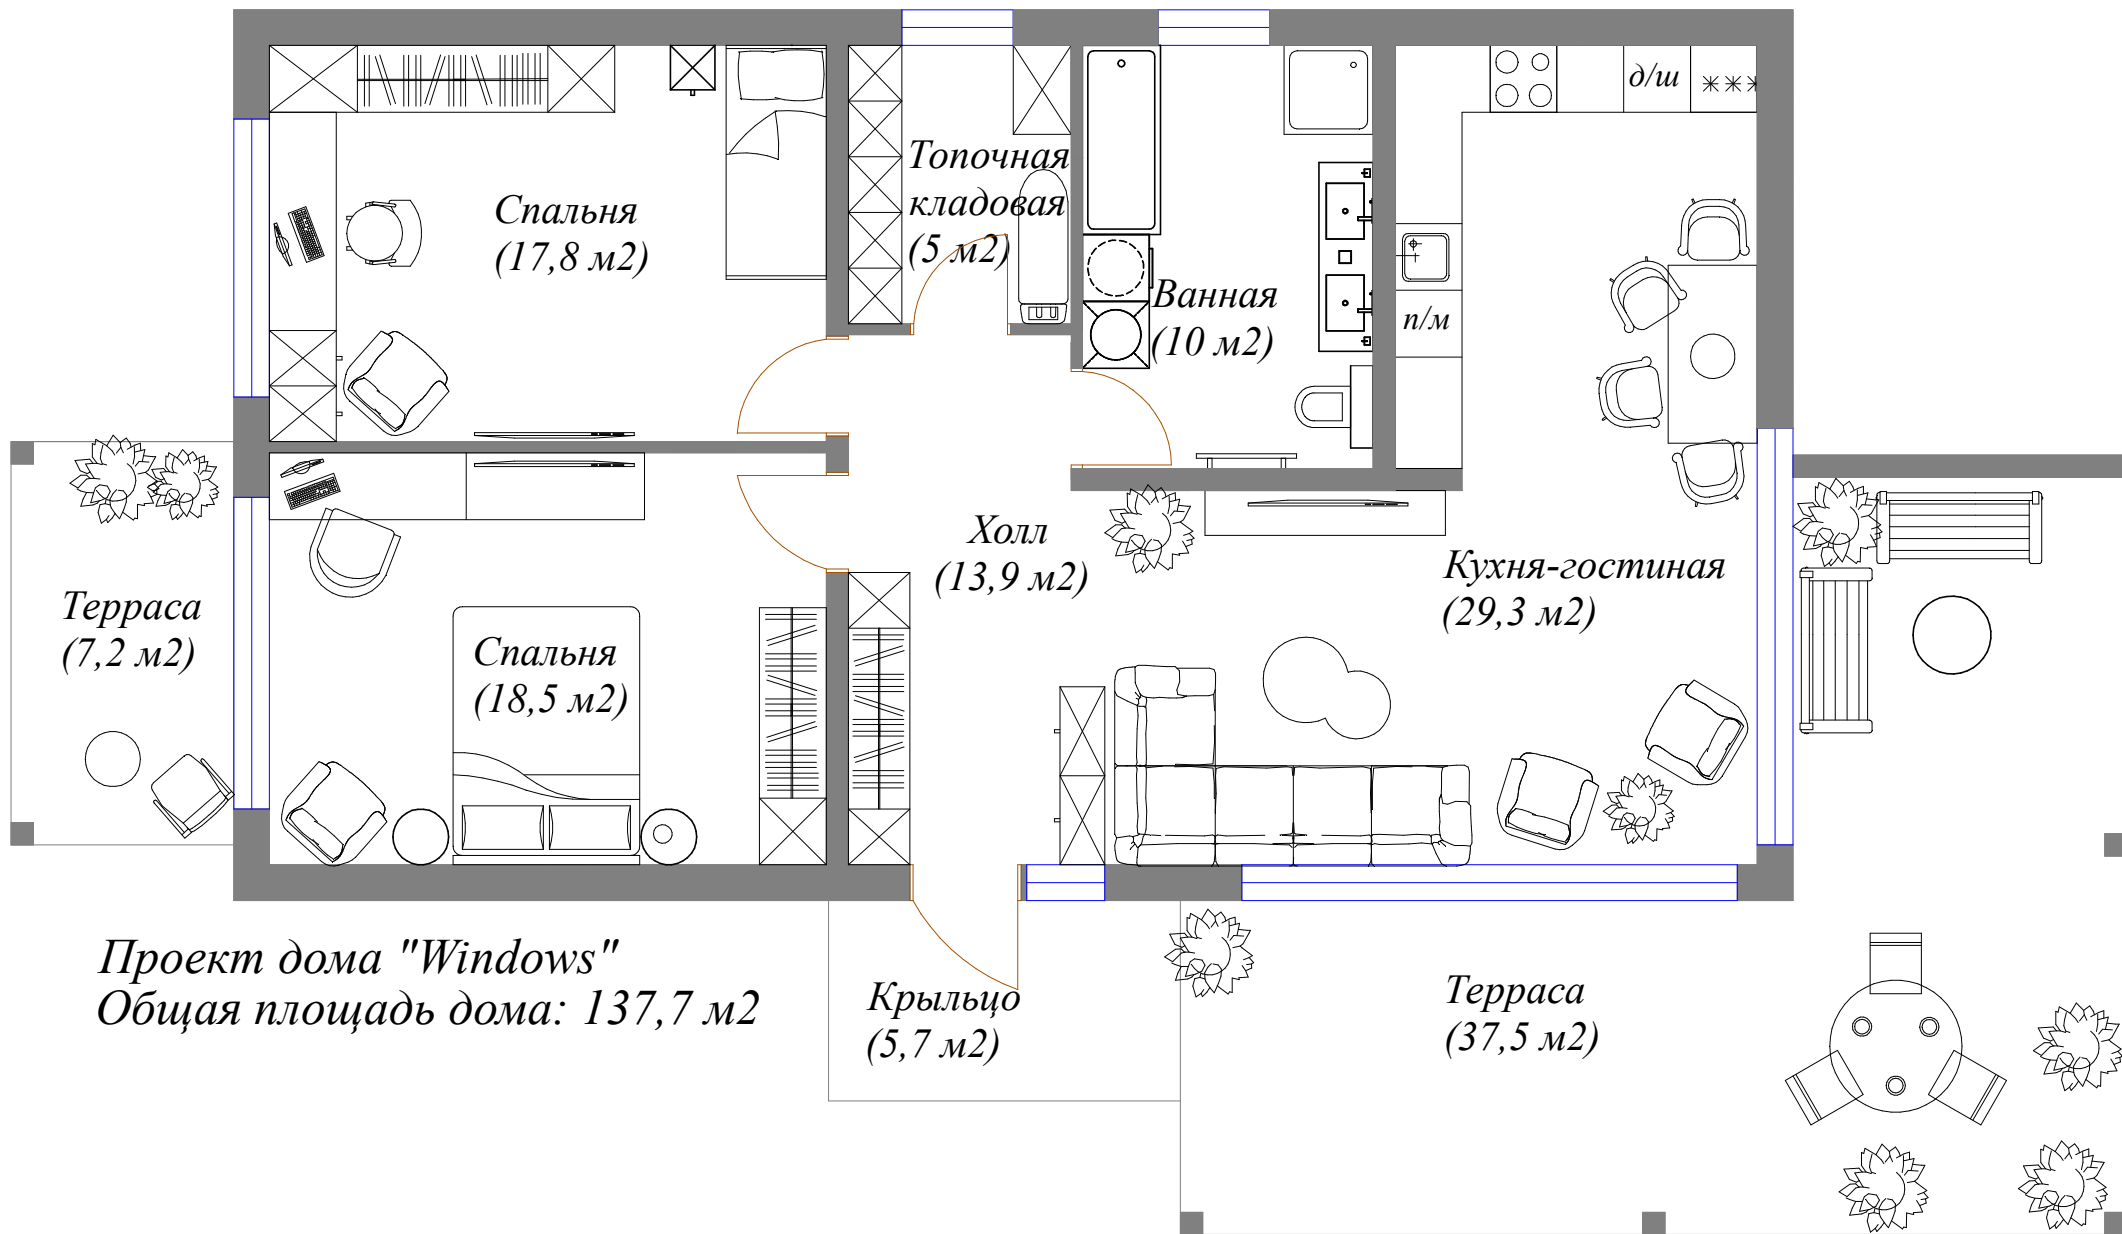 д/ш
Топочная
кладовая
(5 м2)
Спальня
(17,8 м2)
Ванная
(10 м2)
п/м
Холл
(13,9 м2)
Кухня-гостиная
(29,3 м2)
Терраса
(7,2 м2)
Спальня
(18,5 м2)
Проект дома "Windows"
Общая площадь дома: 137,7 м2
Крыльцо
(5,7 м2)
Терраса
(37,5 м2)